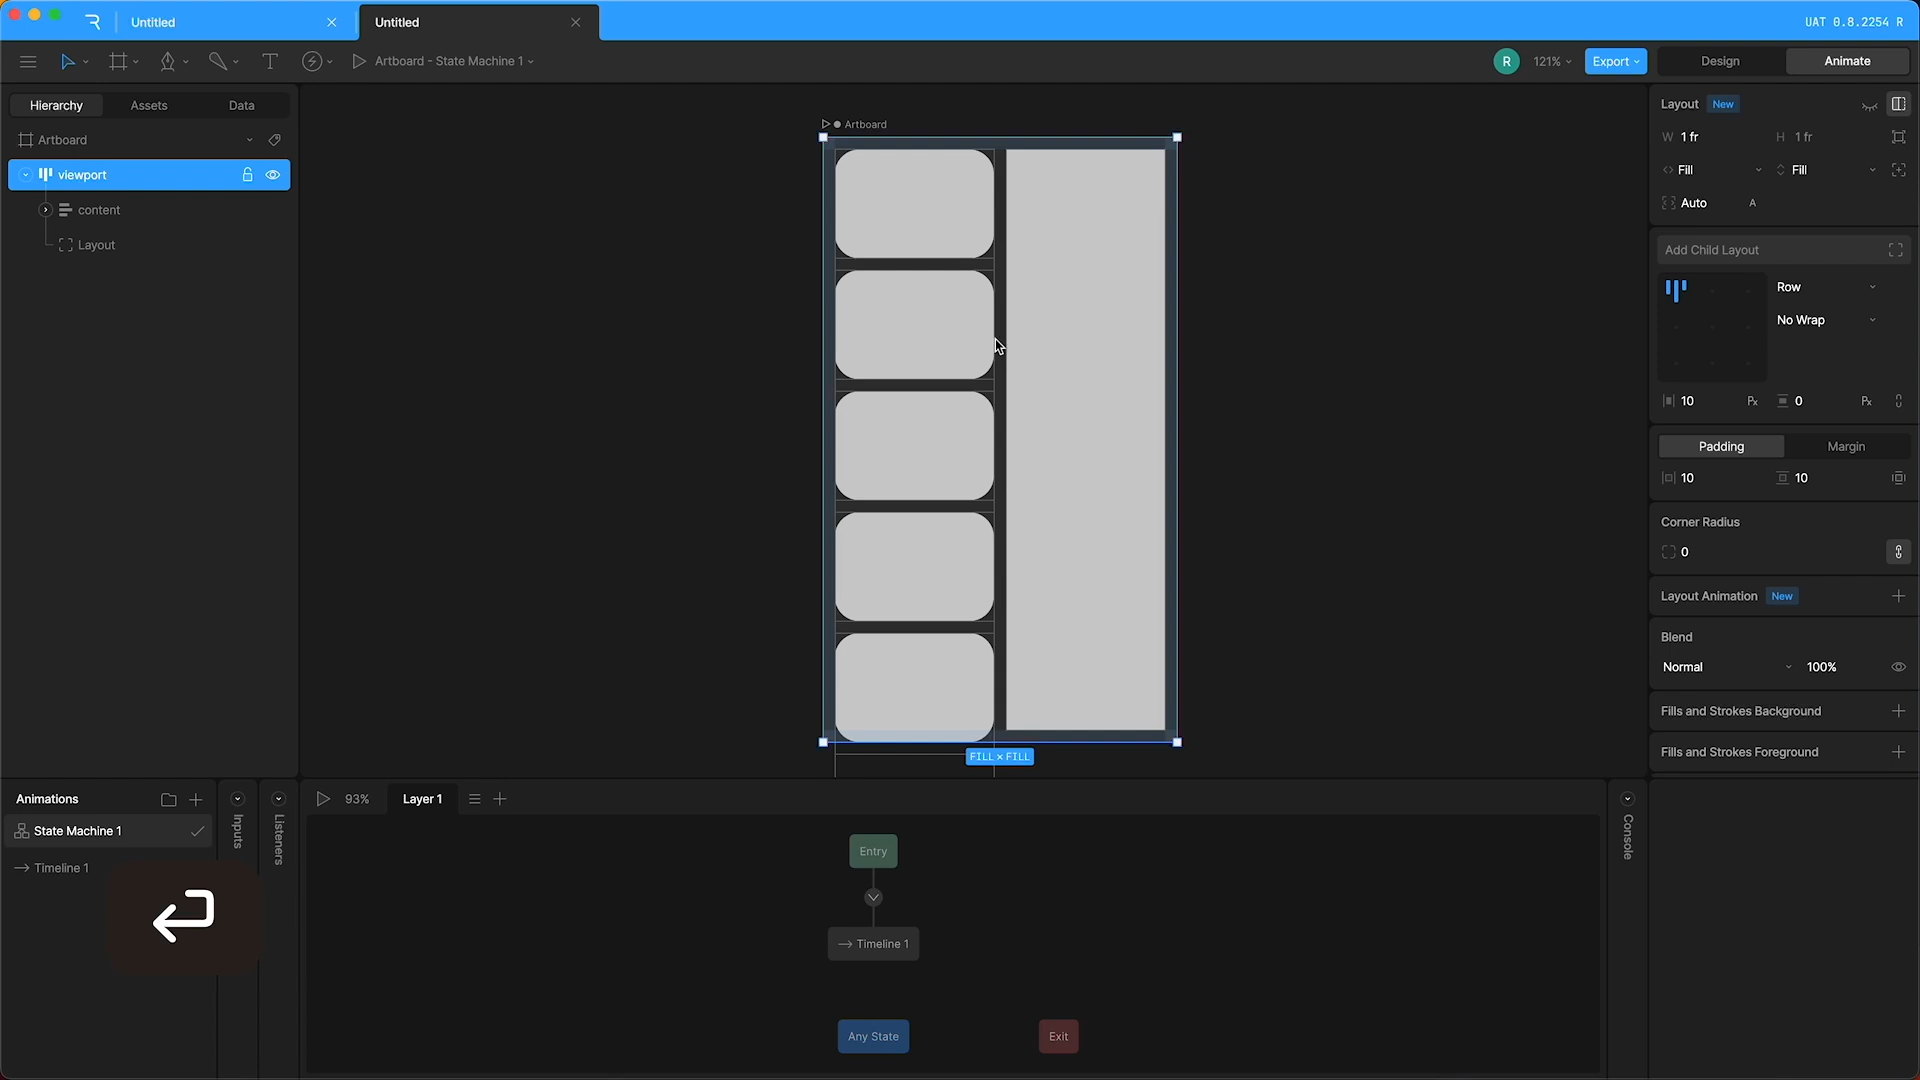 Untitled
Untitled
UAT 0.8.2254 R
Artboard - State Machine 1
R
121%
Export
Design
Animate
Hierarchy
Assets
Data
Artboard
viewport
content
Layout
Artboard
FILL × FILL
Layout
New
W 1 fr
H 1 fr
Fill
Fill
Auto
A
Add Child Layout
Row
No Wrap
10
Px
0
Px
Padding
Margin
10
10
Corner Radius
0
Layout Animation
New
Blend
Normal
100%
Fills and Strokes Background
Fills and Strokes Foreground
Animations
State Machine 1
Timeline 1
Inputs
Listeners
93%
Layer 1
Entry
Timeline 1
Any State
Exit
Console